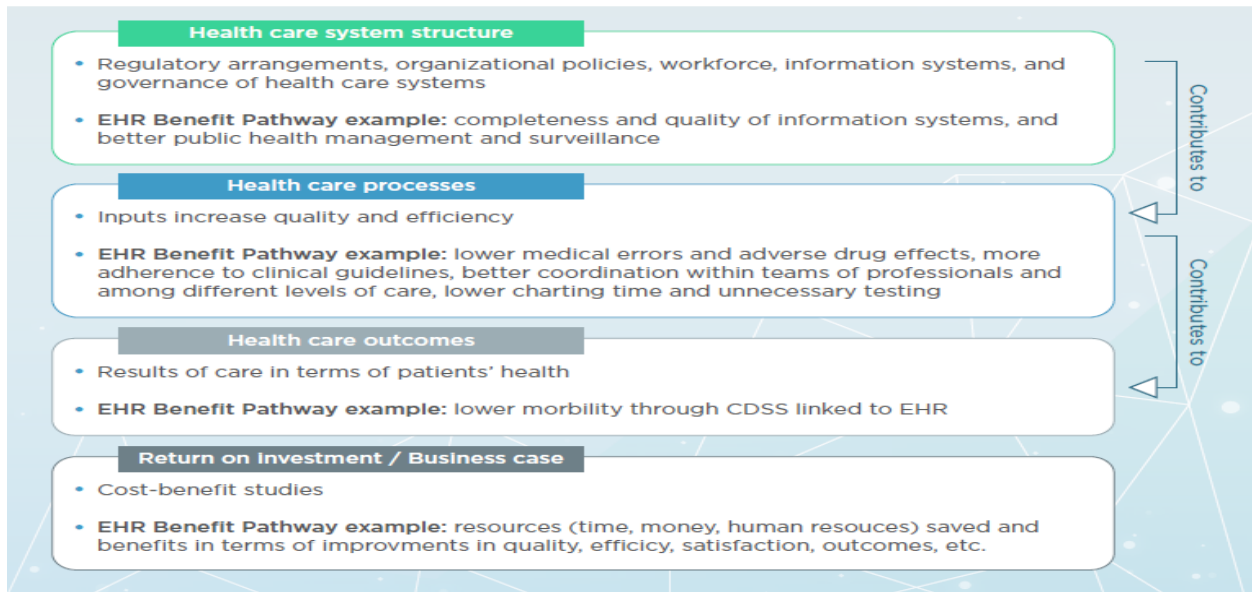 Health care system structure
• Regulatory arrangements, organizational policies, workforce, information systems, and
governance of health care systems
• EHR Benefit Pathway example: completeness and quality of information systems, and
better public health management and surveillance
Contributes to
Health care processes
• Inputs increase quality and efficiency
• EHR Benefit Pathway example: lower medical errors and adverse drug effects, more
adherence to clinical guidelines, better coordination within teams of professionals and
among different levels of care, lower charting time and unnecessary testing
Contributes to
Health care outcomes
• Results of care in terms of patients’ health
• EHR Benefit Pathway example: lower morbility through CDSS linked to EHR
Return on investment / Business case
• Cost-benefit studies
• EHR Benefit Pathway example: resources (time, money, human resouces) saved and
benefits in terms of improvments in quality, efficicy, satisfaction, outcomes, etc.